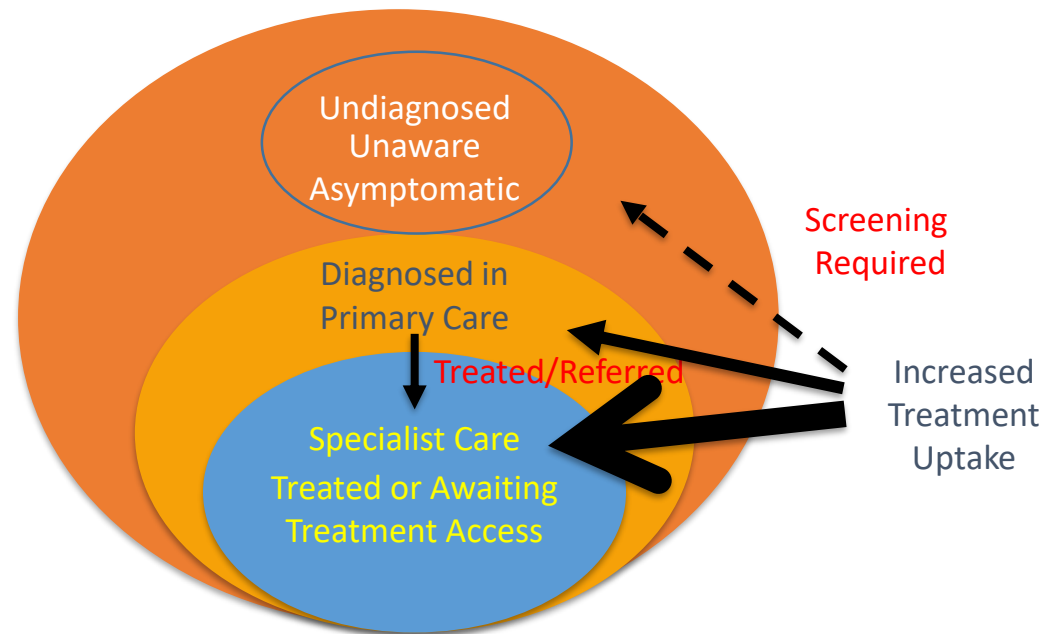 Undiagnosed
Unaware
Asymptomatic
Screening
Required
Diagnosed in
Primary Care
Treated/Referred
Increased
Treatment
Uptake
Specialist Care
Treated or Awaiting
Treatment Access